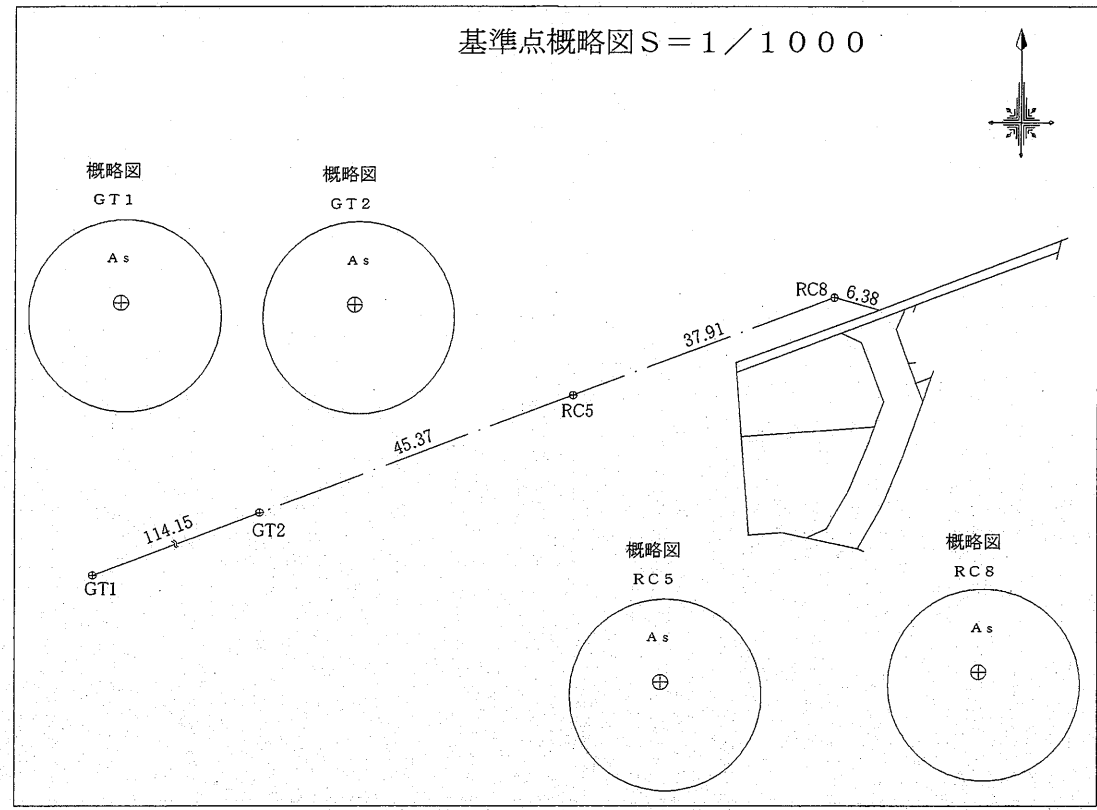 基準点概略図S=1/1000
概略図
GT1
As
概略図
GT2
As
RC8
6.38
37.91
RC5
45.37
GT2
114.15
GT1
概略図
RC5
As
概略図
RC8
As